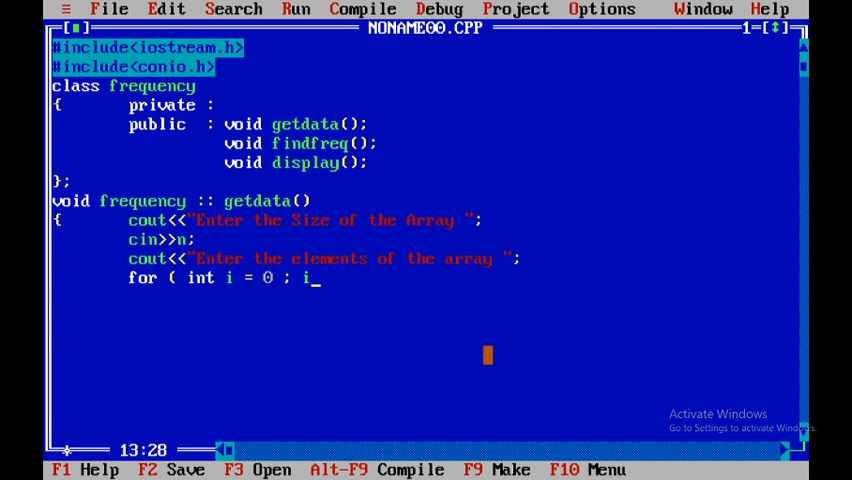 ≡ File Edit Search Run Compile Debug Project Options Window Help
[■] NONAME00.CPP 1=[↕]
#include<iostream.h>
#include<conio.h>
class frequency
{ private :
public : void getdata();
void findfreq();
void display();
};
void frequency :: getdata()
{ cout<<"Enter the Size of the Array ";
cin>>n;
cout<<"Enter the elements of the array ";
for ( int i = 0 ; i_
Activate Windows
Go to Settings to activate Windows.
13:28
F1 Help F2 Save F3 Open Alt-F9 Compile F9 Make F10 Menu